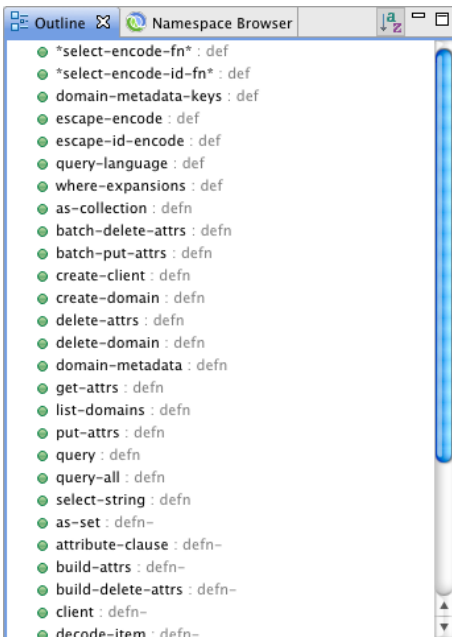 Outline Namespace Browser
*select-encode-fn* : def
*select-encode-id-fn* : def
domain-metadata-keys : def
escape-encode : def
escape-id-encode : def
query-language : def
where-expansions : def
as-collection : defn
batch-delete-attrs : defn
batch-put-attrs : defn
create-client : defn
create-domain : defn
delete-attrs : defn
delete-domain : defn
domain-metadata : defn
get-attrs : defn
list-domains : defn
put-attrs : defn
query : defn
query-all : defn
select-string : defn
as-set : defn-
attribute-clause : defn-
build-attrs : defn-
build-delete-attrs : defn-
client : defn-
decode-item : defn-